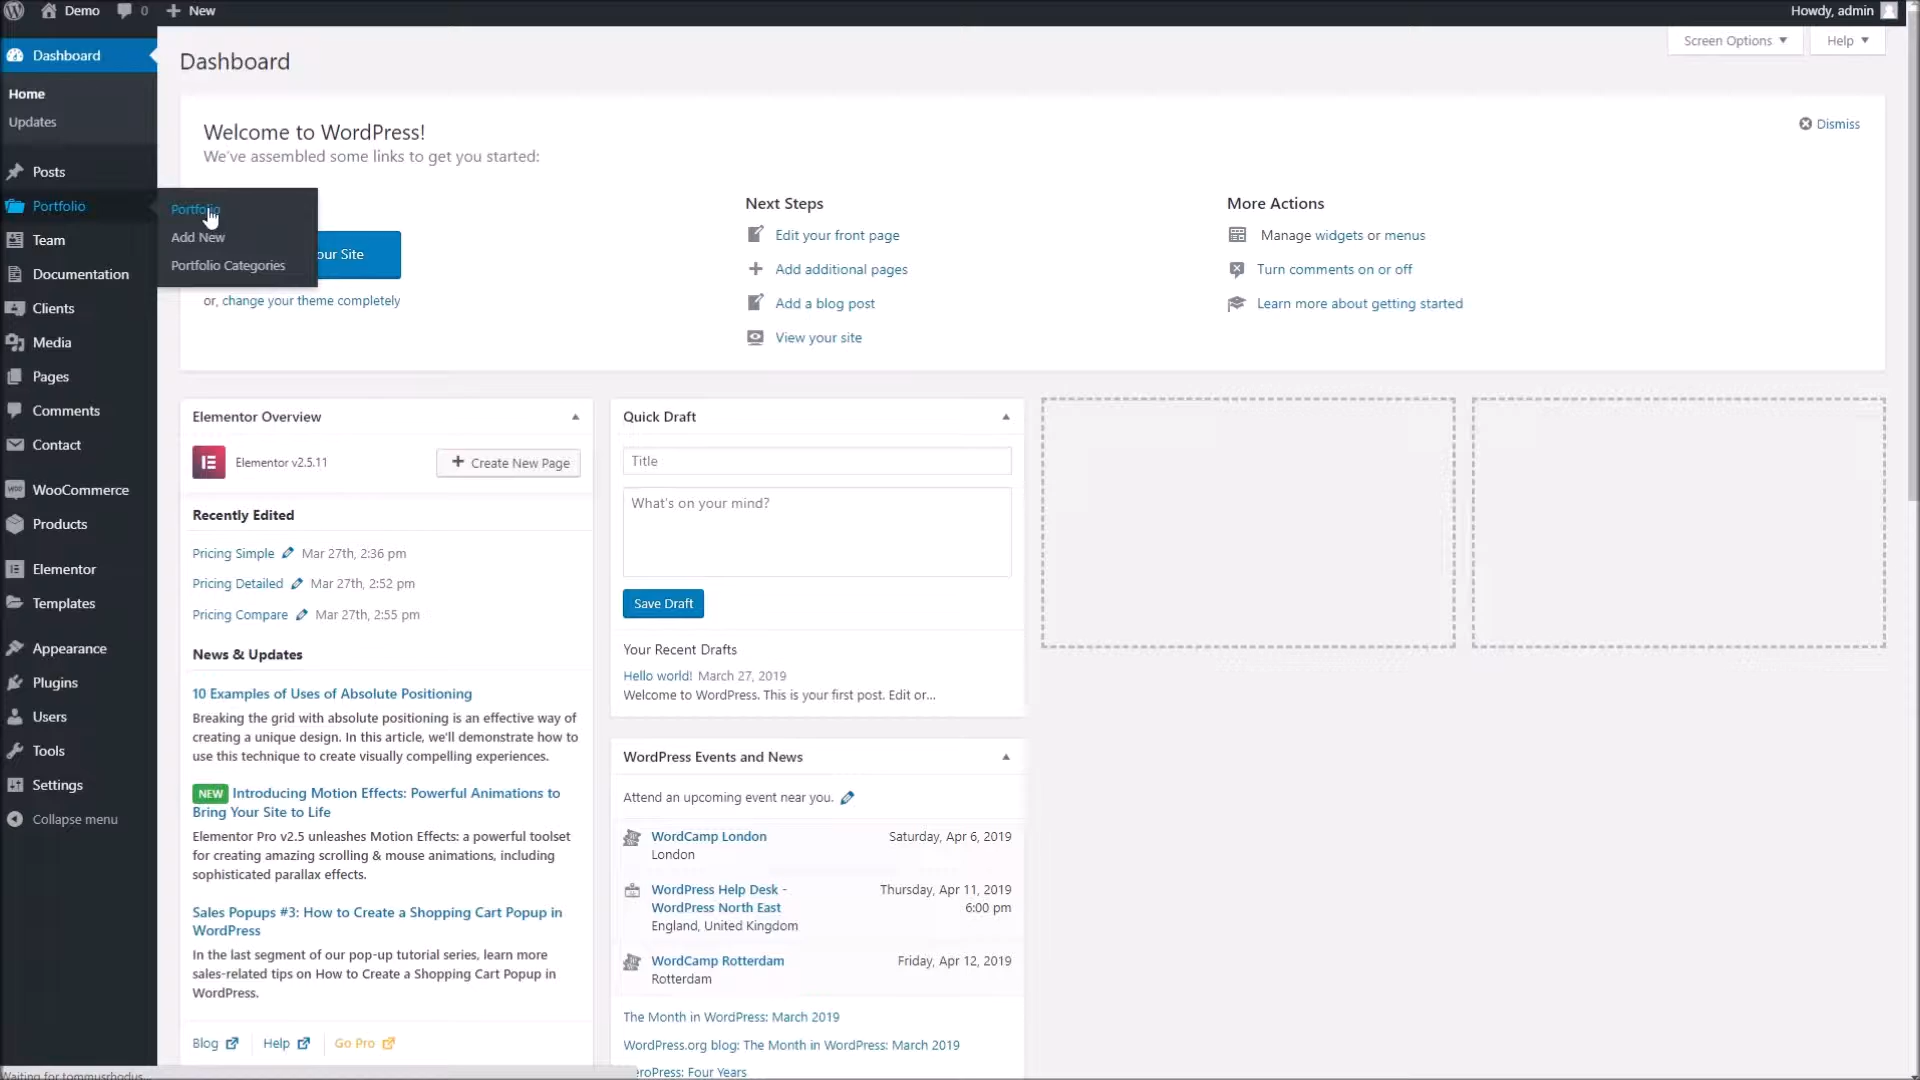 Demo
0
New
Howdy, admin
Dashboard
Home
Updates
Posts
Portfolio
Team
Documentation
Clients
Media
Pages
Comments
Contact
WooCommerce
Products
Elementor
Templates
Appearance
Plugins
Users
Tools
Settings
Collapse menu
Portfolio
Add New
Portfolio Categories
Dashboard
Screen Options
Help
Welcome to WordPress!
We've assembled some links to get you started:
Dismiss
our Site
or, change your theme completely
Next Steps
Edit your front page
Add additional pages
Add a blog post
View your site
More Actions
Manage widgets or menus
Turn comments on or off
Learn more about getting started
Elementor Overview
Elementor v2.5.11
Create New Page
Recently Edited
Pricing Simple Mar 27th, 2:36 pm
Pricing Detailed Mar 27th, 2:52 pm
Pricing Compare Mar 27th, 2:55 pm
News & Updates
10 Examples of Uses of Absolute Positioning
Breaking the grid with absolute positioning is an effective way of
creating a unique design. In this article, we'll demonstrate how to
use this technique to create visually compelling experiences.
NEW Introducing Motion Effects: Powerful Animations to
Bring Your Site to Life
Elementor Pro v2.5 unleashes Motion Effects: a powerful toolset
for creating amazing scrolling & mouse animations, including
sophisticated parallax effects.
Sales Popups #3: How to Create a Shopping Cart Popup in
WordPress
In the last segment of our pop-up tutorial series, learn more
sales-related tips on How to Create a Shopping Cart Popup in
WordPress.
Blog Help Go Pro
Quick Draft
Title
What's on your mind?
Save Draft
Your Recent Drafts
Hello world! March 27, 2019
Welcome to WordPress. This is your first post. Edit or...
WordPress Events and News
Attend an upcoming event near you.
WordCamp London Saturday, Apr 6, 2019
London
WordPress Help Desk - Thursday, Apr 11, 2019
WordPress North East 6:00 pm
England, United Kingdom
WordCamp Rotterdam Friday, Apr 12, 2019
Rotterdam
The Month in WordPress: March 2019
WordPress.org blog: The Month in WordPress: March 2019
eroPress: Four Years
Waiting for tommusrhodus...